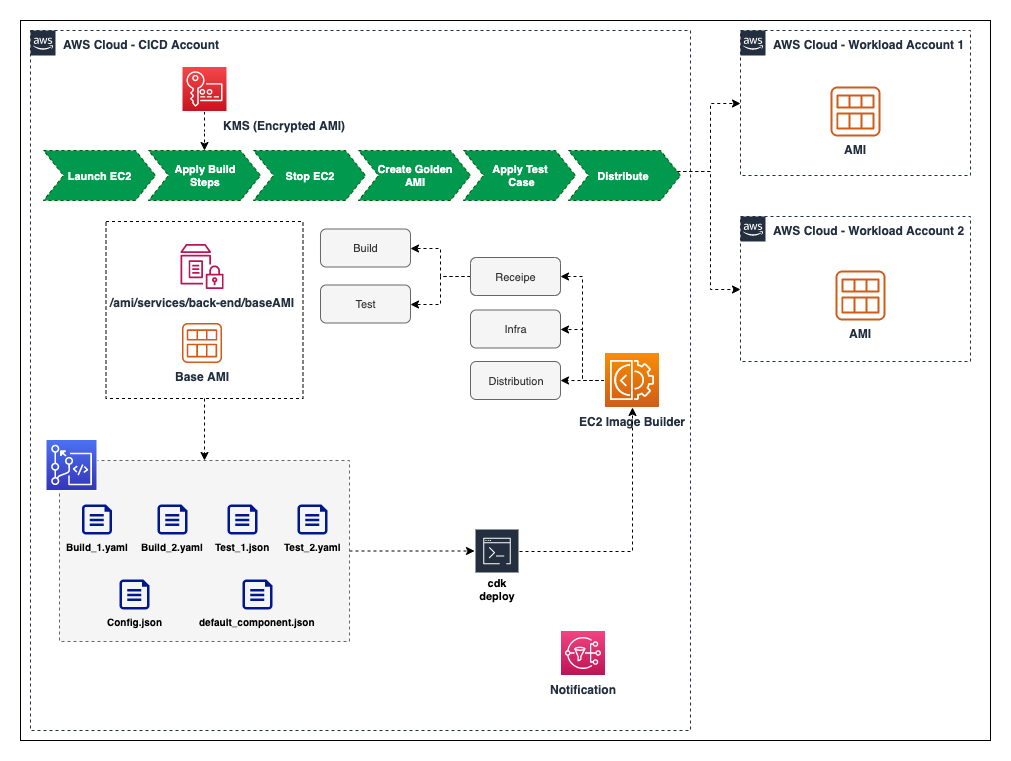 aws
AWS Cloud - CICD Account
aws
AWS Cloud - Workload Account 1
KMS (Encrypted AMI)
AMI
Launch EC2
Apply Build
Steps
Stop EC2
Create Golden
AMI
Apply Test
Case
Distribute
aws
AWS Cloud - Workload Account 2
AMI
/ami/services/back-end/baseAMI
Base AMI
Build
Test
Receipe
Infra
Distribution
EC2 Image Builder
Build_1.yaml
Build_2.yaml
Test_1.json
Test_2.yaml
Config.json
default_component.json
cdk
deploy
Notification